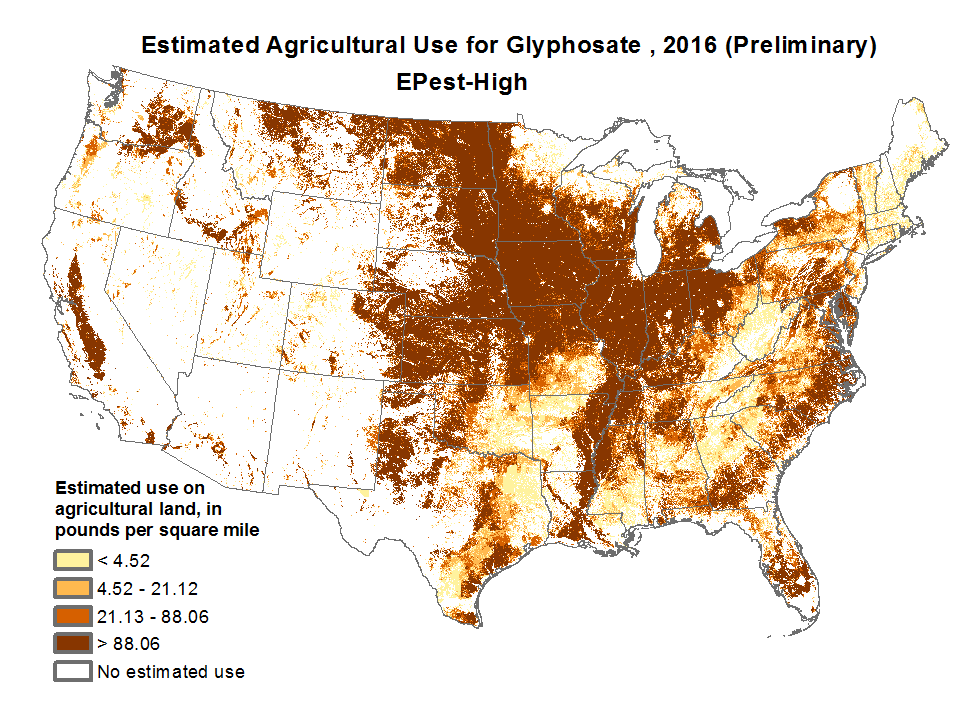 Estimated Agricultural Use for Glyphosate , 2016 (Preliminary)
EPest-High
Estimated use on
agricultural land, in
pounds per square mile
< 4.52
4.52 - 21.12
21.13 - 88.06
> 88.06
No estimated use